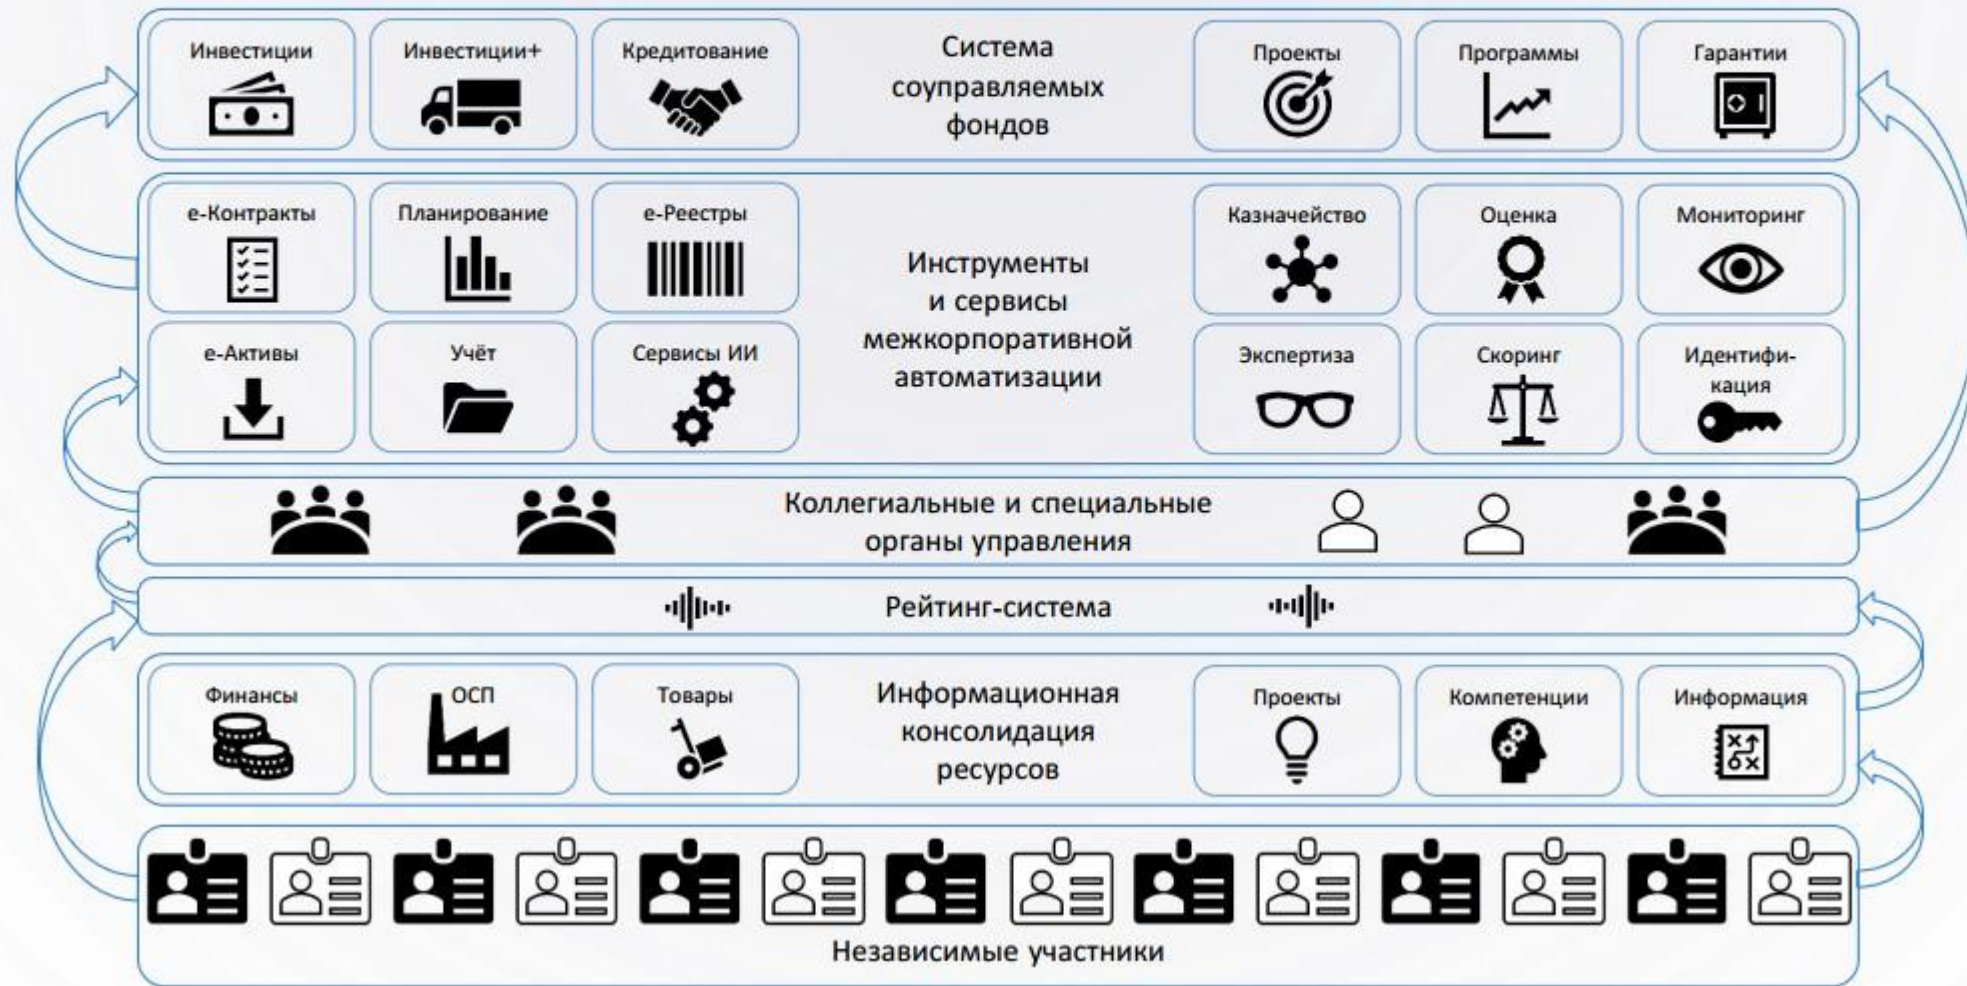 Инвестиции
Инвестиции+
Кредитование
Система
соуправляемых
фондов
Проекты
Программы
Гарантии
е-Контракты
Планирование
е-Реестры
Инструменты
и сервисы
межкорпоративной
автоматизации
Казначейство
Оценка
Мониторинг
е-Активы
Учёт
Сервисы ИИ
Экспертиза
Скоринг
Идентифи-
кация
Коллегиальные и специальные
органы управления
Рейтинг-система
Финансы
ОСП
Товары
Информационная
консолидация
ресурсов
Проекты
Компетенции
Информация
Независимые участники